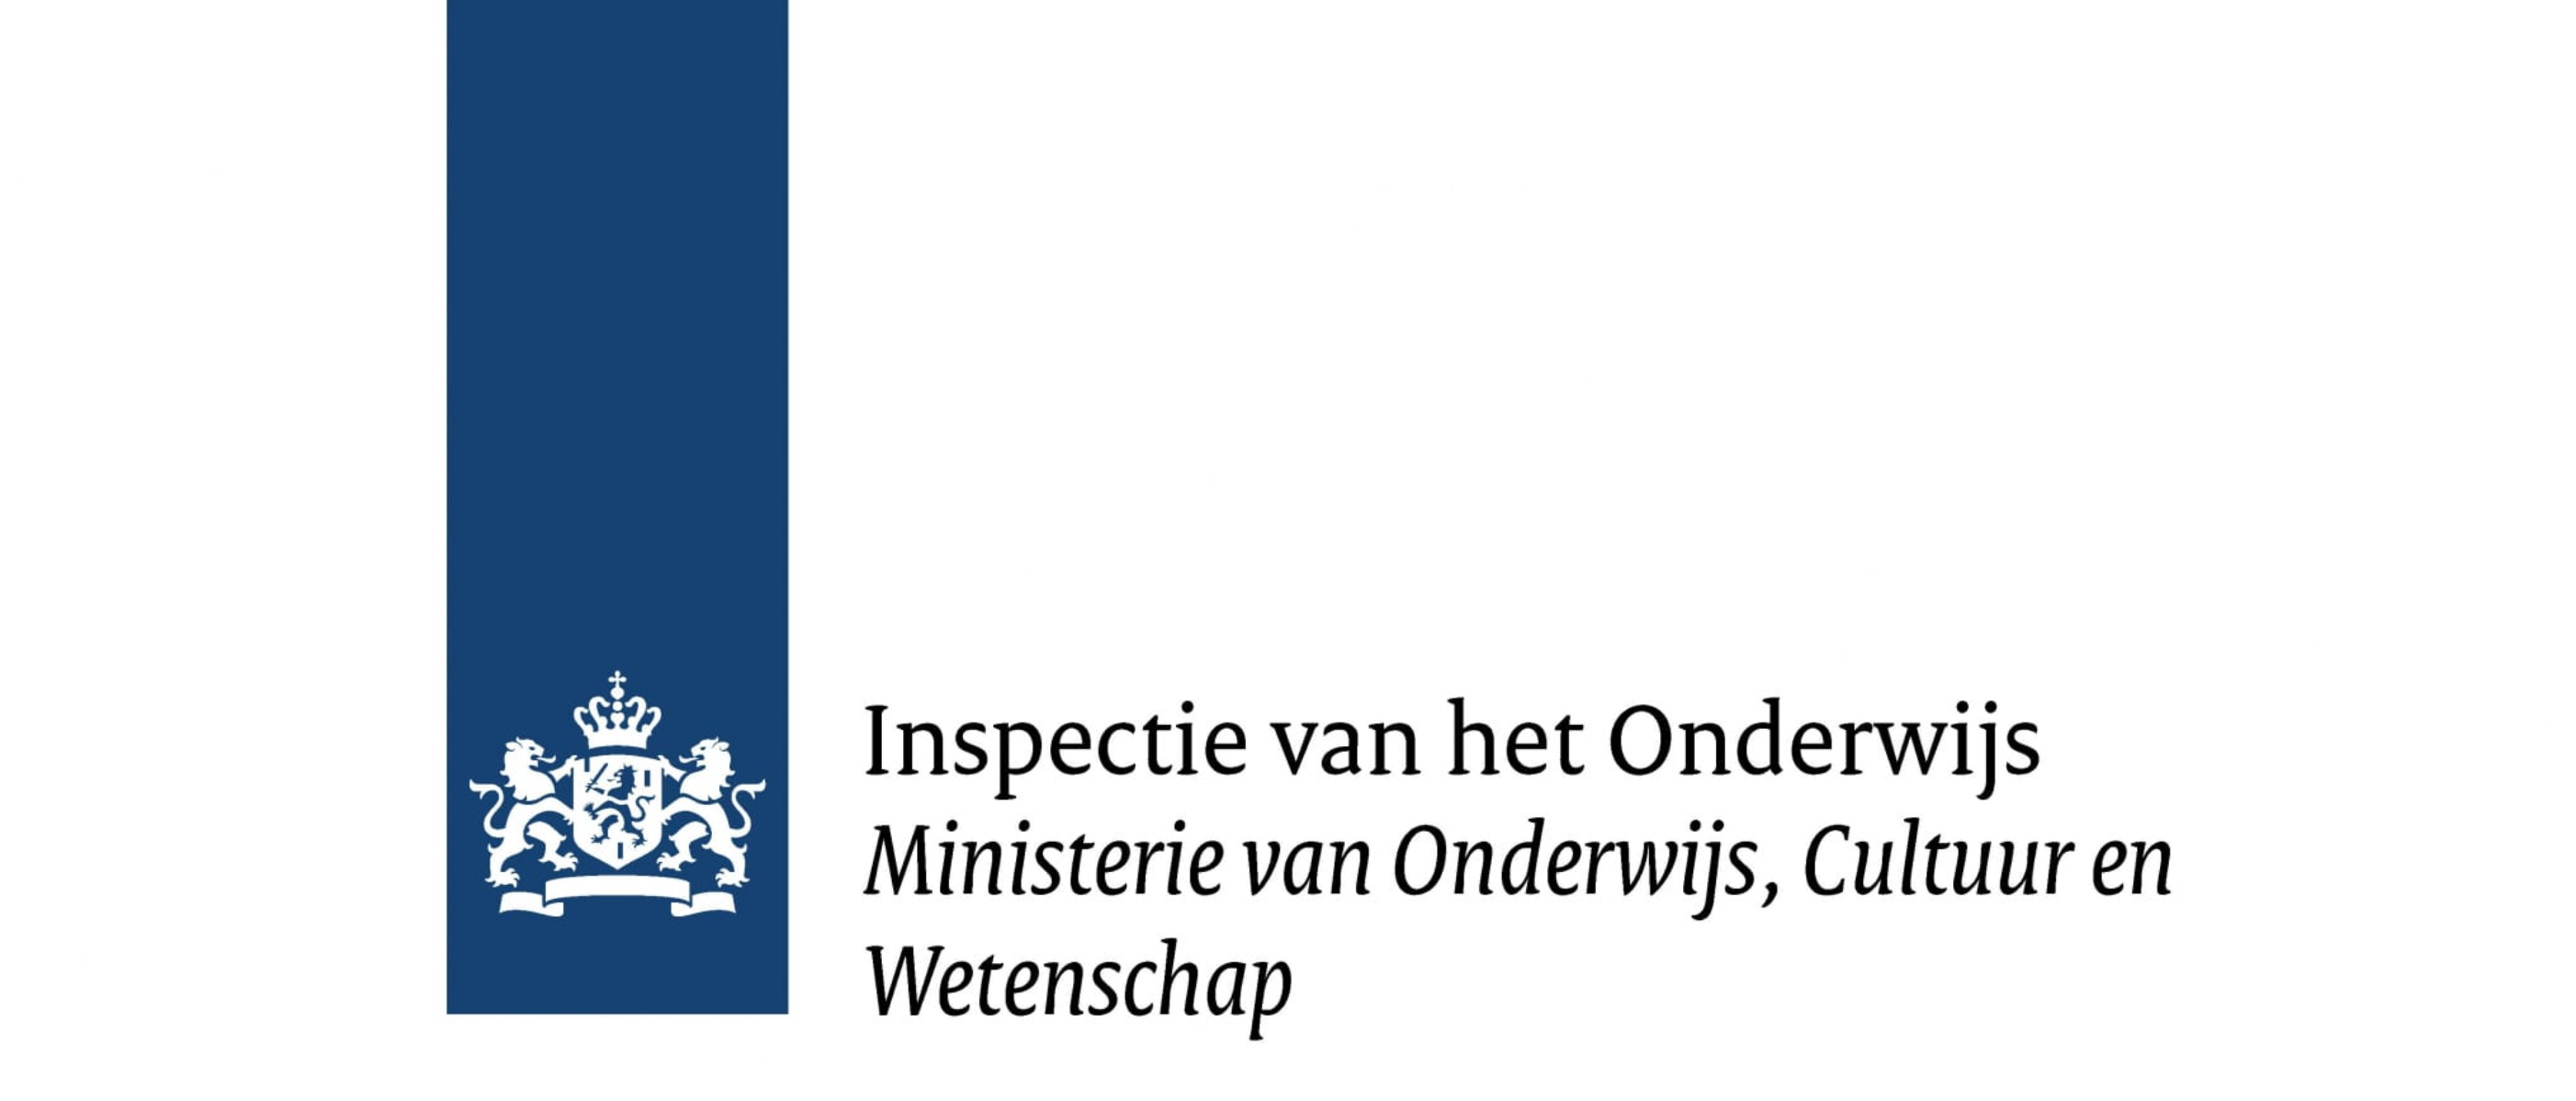 Inspectie van het Onderwijs
Ministerie van Onderwijs, Cultuur en
Wetenschap